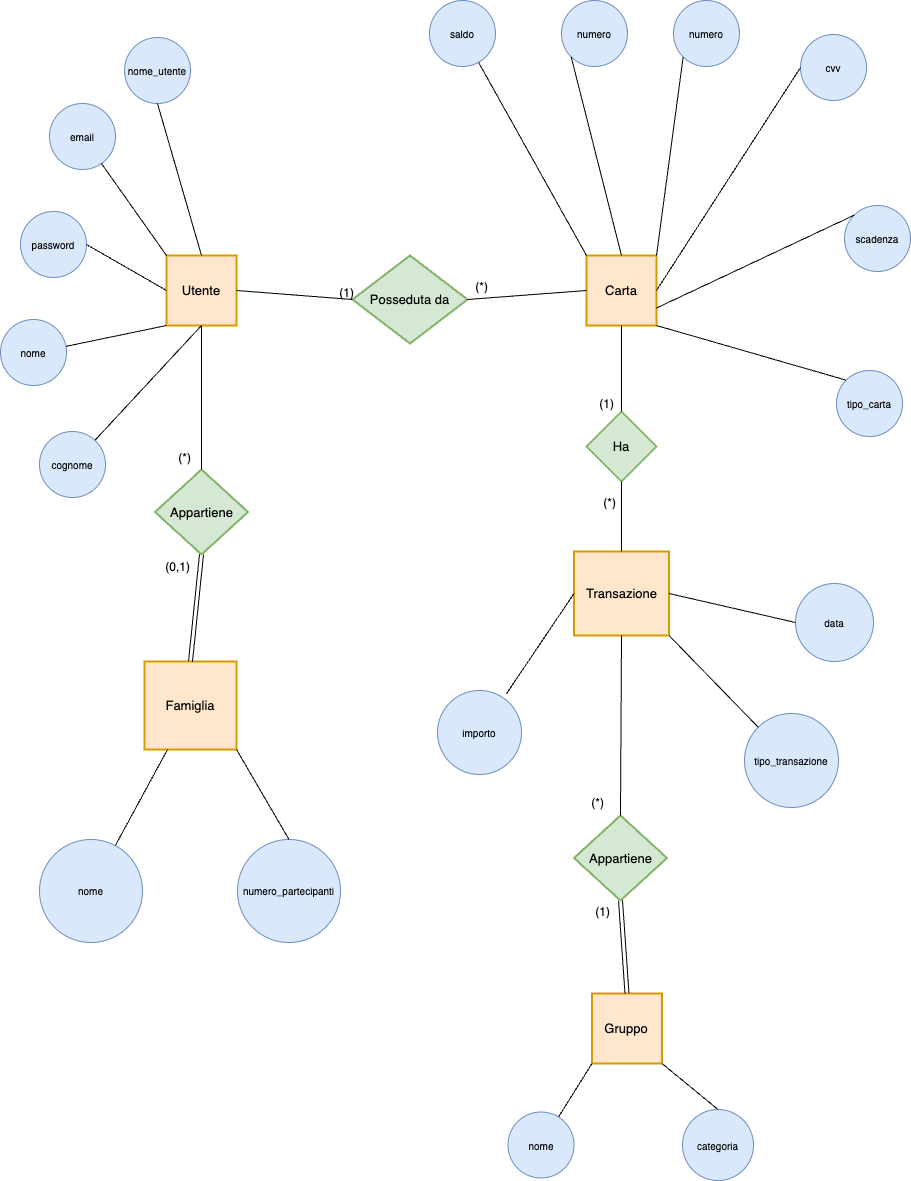 saldo
numero
numero
cvv
nome_utente
email
password
scadenza
Utente
(1)
Posseduta da
(*)
Carta
nome
tipo_carta
(1)
cognome
(*)
Ha
Appartiene
(*)
(0,1)
Transazione
data
Famiglia
importo
tipo_transazione
(*)
Appartiene
nome
numero_partecipanti
(1)
Gruppo
nome
categoria